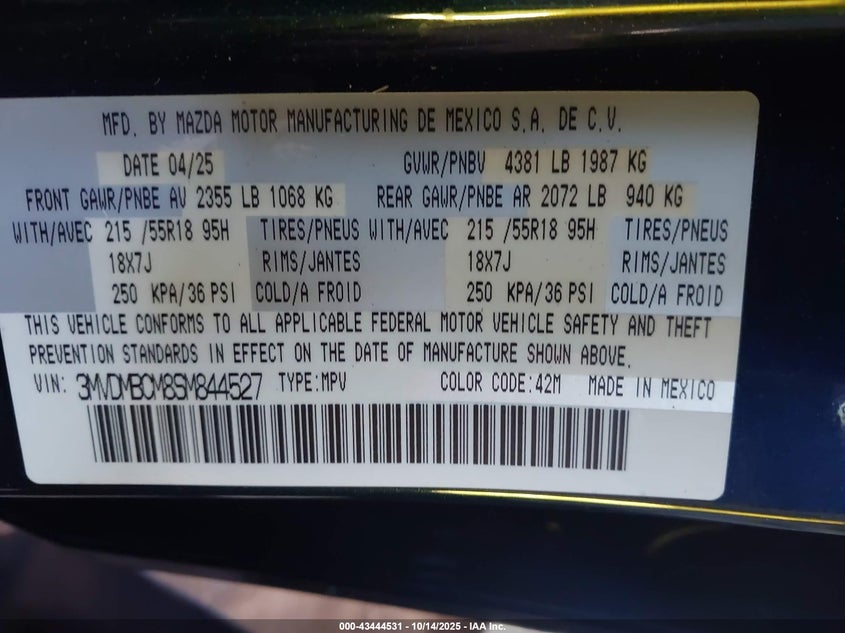 MFD. BY MAZDA MOTOR MANUFACTURING DE MEXICO S.A. DE C.V.
DATE 04/25 GVWR/PNBV 4381 LB 1987 KG
FRONT GAWR/PNBE AV 2355 LB 1068 KG REAR GAWR/PNBE AR 2072 LB 940 KG
WITH/AVEC 215 /55R18 95H TIRES/PNEUS WITH/AVEC 215 /55R18 95H TIRES/PNEUS
18X7J RIMS/JANTES 18X7J RIMS/JANTES
250 KPA/36 PSI COLD/A FROID 250 KPA/36 PSI COLD/A FROID
THIS VEHICLE CONFORMS TO ALL APPLICABLE FEDERAL MOTOR VEHICLE SAFETY AND THEFT
PREVENTION STANDARDS IN EFFECT ON THE DATE OF MANUFACTURE SHOWN ABOVE.
VIN: 3MVDMBCM8SM844527 TYPE:MPV COLOR CODE:42M MADE IN MEXICO
000-43444531 - 10/14/2025 - IAA Inc.